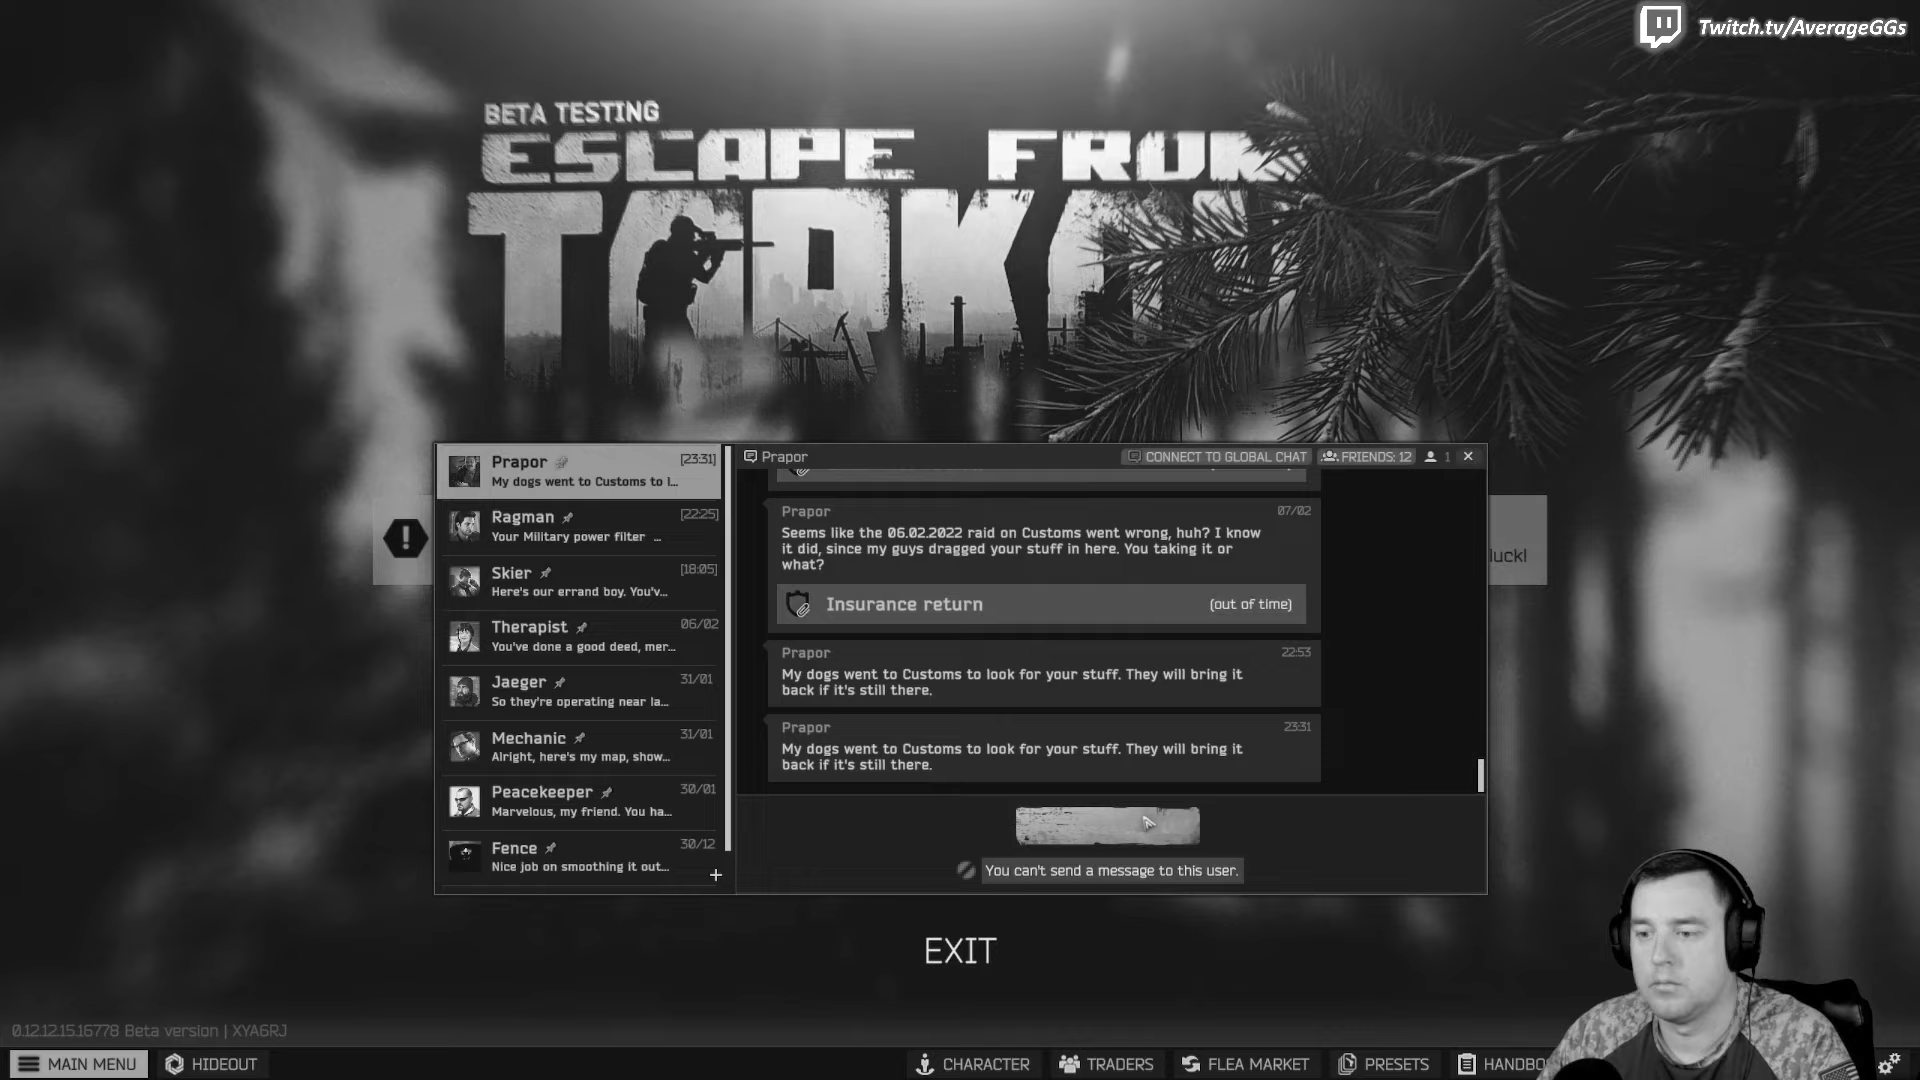 Twitch.tv/AverageGGs
BETA TESTING
ESCAPE FROM
TARKOV
Prapor [23:31]
My dogs went to Customs to l...
Ragman [22:25]
Your Military power filter ...
Skier [18:05]
Here's our errand boy. You'v...
Therapist 06/02
You've done a good deed, mer...
Jaeger 31/01
So they're operating near la...
Mechanic 31/01
Alright, here's my map, show...
Peacekeeper 30/01
Marvelous, my friend. You ha...
Fence 30/12
Nice job on smoothing it out...
+
Prapor CONNECT TO GLOBAL CHAT FRIENDS: 12 1
Prapor 07/02
Seems like the 06.02.2022 raid on Customs went wrong, huh? I know
it did, since my guys dragged your stuff in here. You taking it or
what?
Insurance return (out of time)
Prapor 22:53
My dogs went to Customs to look for your stuff. They will bring it
back if it's still there.
Prapor 23:31
My dogs went to Customs to look for your stuff. They will bring it
back if it's still there.
You can't send a message to this user.
luck!
EXIT
0.12.12.15.16778 Beta version | XYA6RJ
MAIN MENU HIDEOUT CHARACTER TRADERS FLEA MARKET PRESETS HANDBO